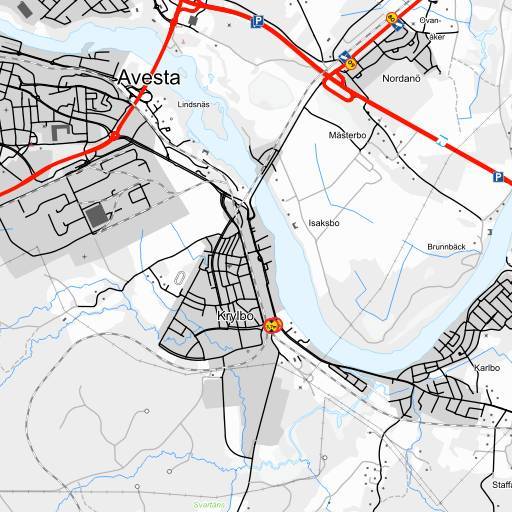 Övan-
åker
P
Avesta
Nordanö
Lindsnäs
Mästerbo
P
Isaksbo
Brunnbäck
Krylbo
Karlbo
Staffa
Svartåns